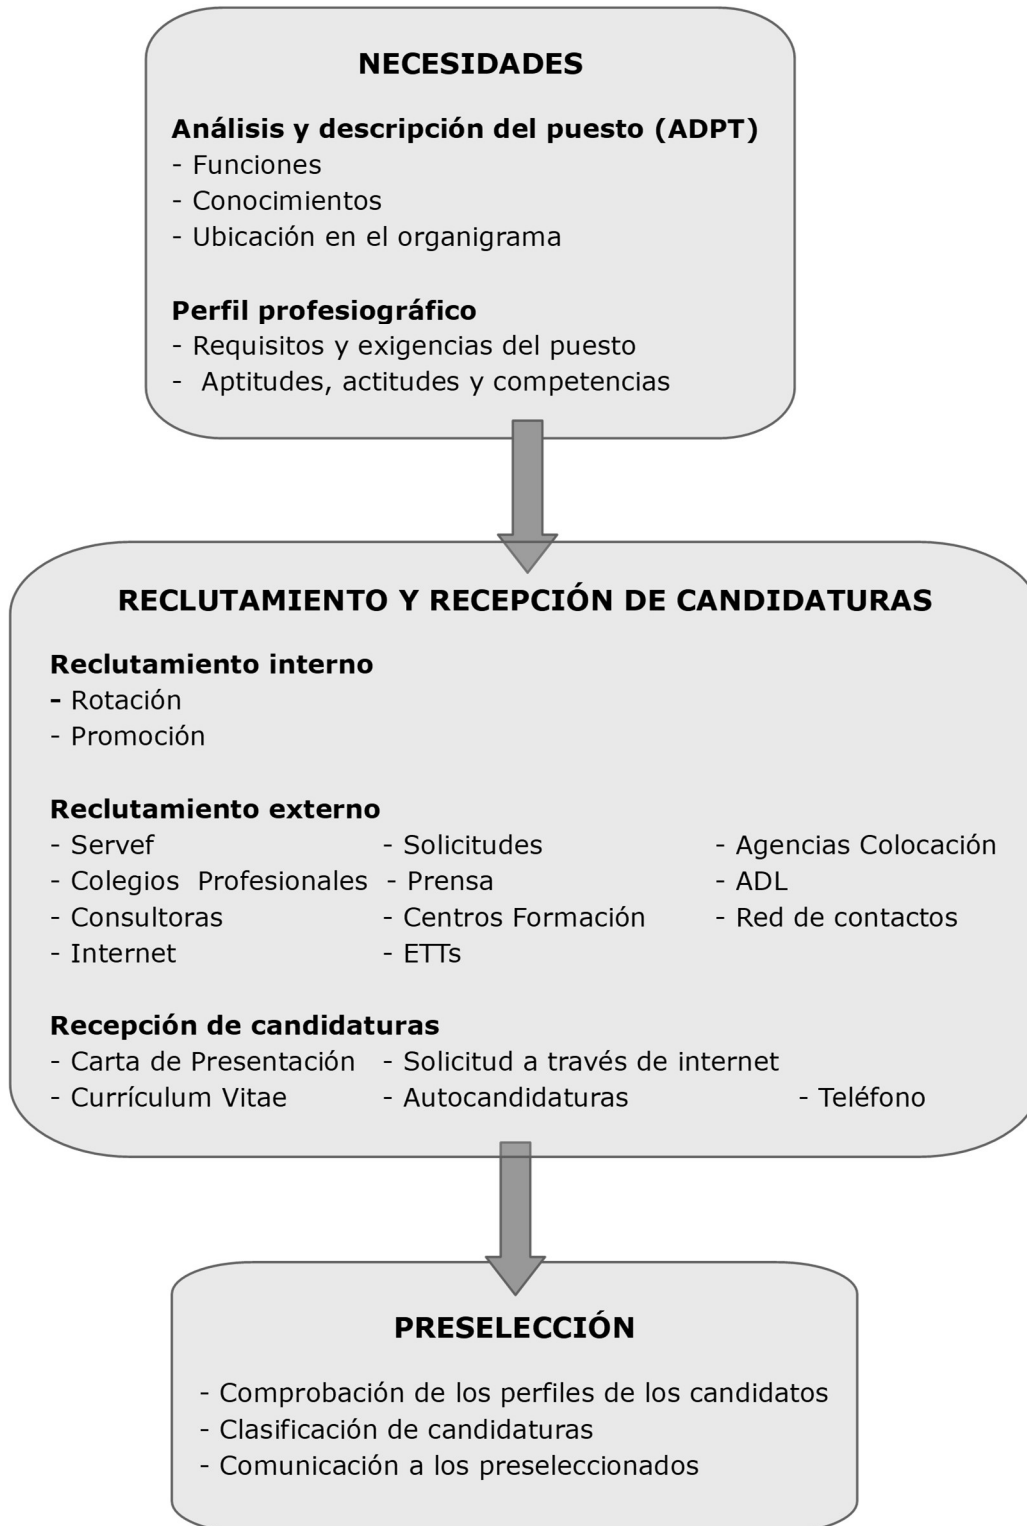 NECESIDADES
Análisis y descripción del puesto (ADPT)
- Funciones
- Conocimientos
- Ubicación en el organigrama
Perfil profesiográfico
- Requisitos y exigencias del puesto
- Aptitudes, actitudes y competencias
RECLUTAMIENTO Y RECEPCIÓN DE CANDIDATURAS
Reclutamiento interno
- Rotación
- Promoción
Reclutamiento externo
- Servef - Solicitudes - Agencias Colocación
- Colegios Profesionales - Prensa - ADL
- Consultoras - Centros Formación - Red de contactos
- Internet - ETTs
Recepción de candidaturas
- Carta de Presentación - Solicitud a través de internet
- Currículum Vitae - Autocandidaturas - Teléfono
PRESELECCIÓN
- Comprobación de los perfiles de los candidatos
- Clasificación de candidaturas
- Comunicación a los preseleccionados